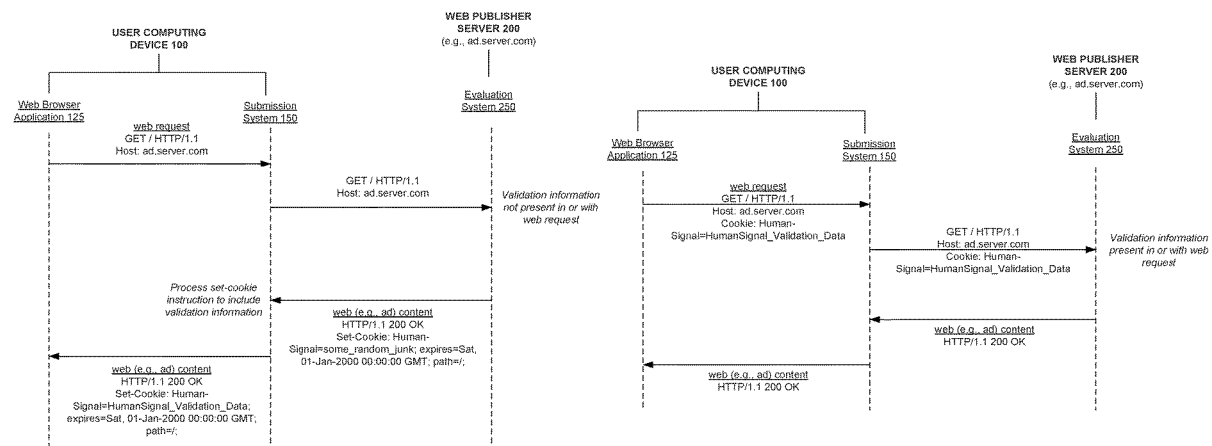 WEB PUBLISHER
SERVER 200
(e.g., ad.server.com)
USER COMPUTING
DEVICE 100
Web Browser
Application 125
Submission
System 150
Evaluation
System 250
web request
GET / HTTP/1.1
Host: ad.server.com
GET / HTTP/1.1
Host: ad.server.com
Validation information
not present in or with
web request
Process set-cookie
instruction to include
validation information
web (e.g., ad) content
HTTP/1.1 200 OK
Set-Cookie: Human-
Signal=some_random_junk; expires=Sat,
01-Jan-2000 00:00:00 GMT; path=/;
web (e.g., ad) content
HTTP/1.1 200 OK
Set-Cookie: Human-
Signal=HumanSignal_Validation_Data;
expires=Sat, 01-Jan-2000 00:00:00 GMT;
path=/;
WEB PUBLISHER
SERVER 200
(e.g., ad.server.com)
USER COMPUTING
DEVICE 100
Web Browser
Application 125
Submission
System 150
Evaluation
System 250
web request
GET / HTTP/1.1
Host: ad.server.com
Cookie: Human-
Signal=HumanSignal_Validation_Data
GET / HTTP/1.1
Host: ad.server.com
Cookie: Human-
Signal=HumanSignal_Validation_Data
Validation information
present in or with web
request
web (e.g., ad) content
HTTP/1.1 200 OK
web (e.g., ad) content
HTTP/1.1 200 OK